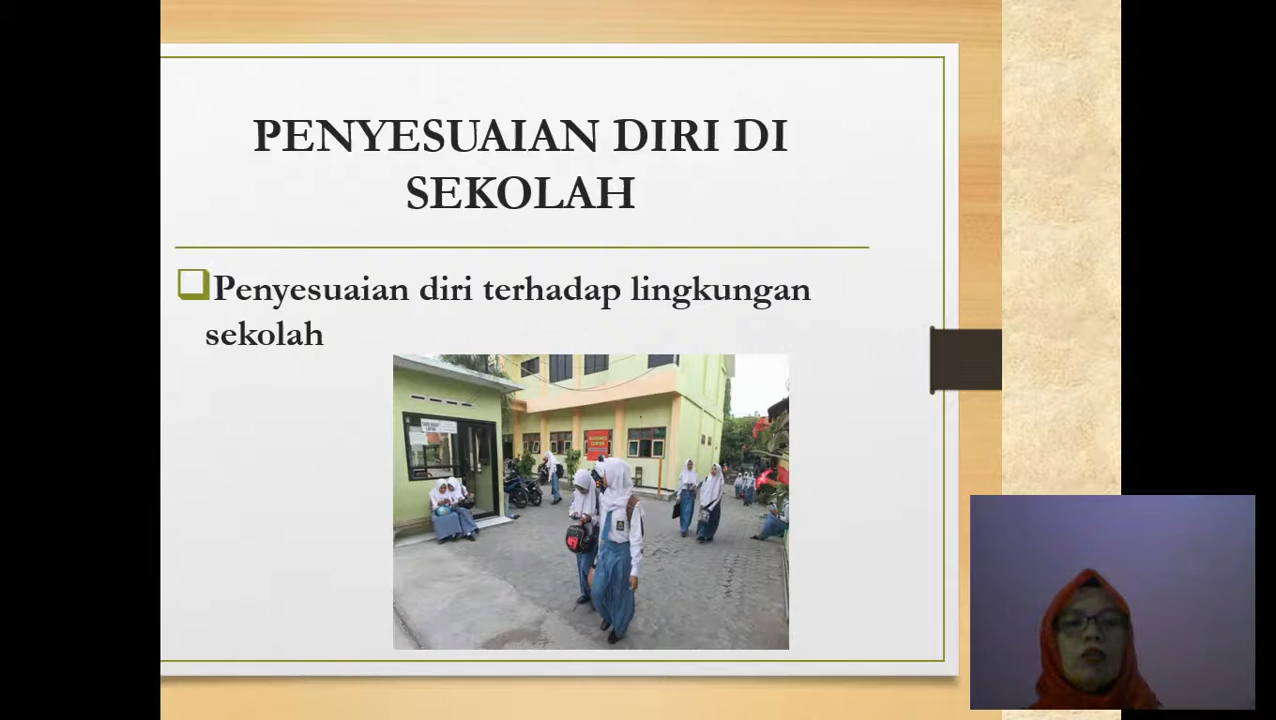 PENYESUAIAN DIRI DI
SEKOLAH
Penyesuaian diri terhadap lingkungan
sekolah